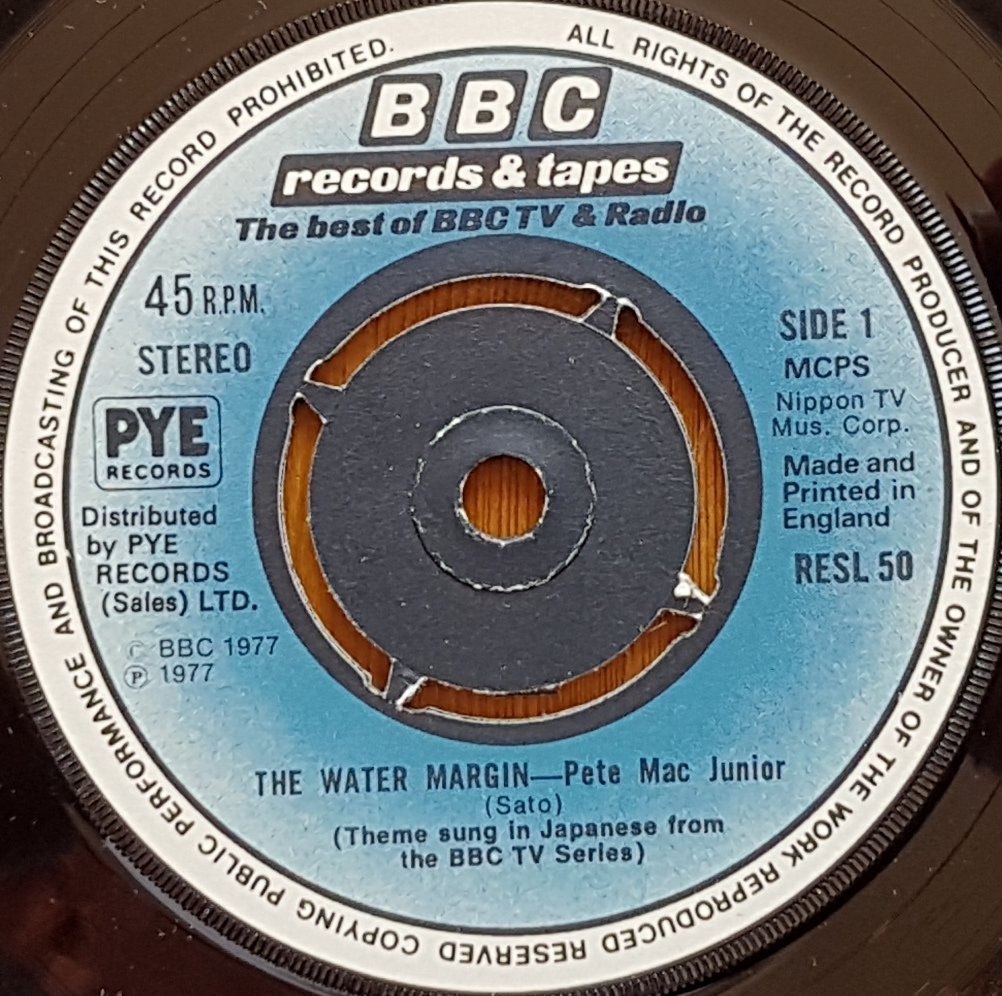 ALL RIGHTS OF THE RECORD PRODUCER AND OF THE OWNER OF THE WORK REPRODUCED RESERVED COPYING PUBLIC PERFORMANCE AND BROADCASTING OF THIS RECORD PROHIBITED.
BBC
records & tapes
The best of BBC TV & Radio
45 R.P.M.
STEREO
PYE
RECORDS
Distributed
by PYE
RECORDS
(Sales) LTD.
© BBC 1977
℗ 1977
SIDE 1
MCPS
Nippon TV
Mus. Corp.
Made and
Printed in
England
RESL 50
THE WATER MARGIN—Pete Mac Junior
(Sato)
(Theme sung in Japanese from
the BBC TV Series)